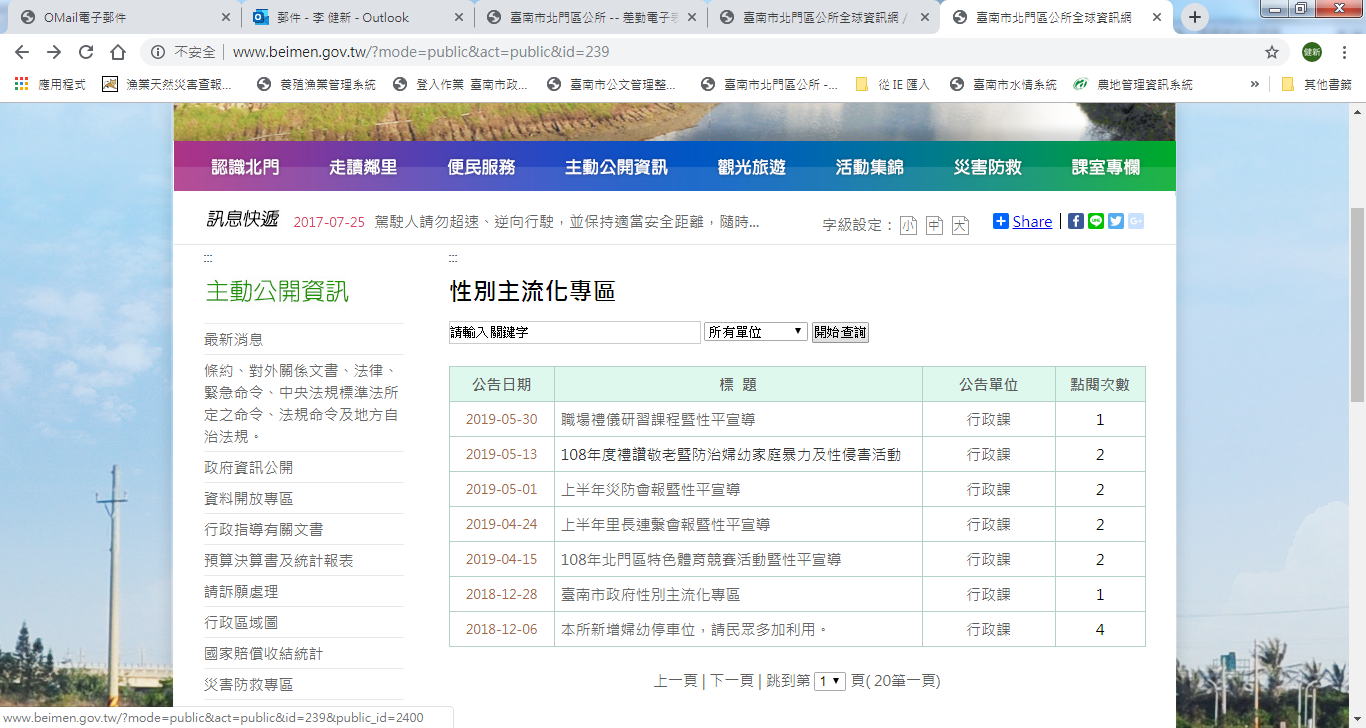 OMail電子郵件
郵件 - 李 健新 - Outlook
臺南市北門區公所 -- 差勤電子表
臺南市北門區公所全球資訊網 /
臺南市北門區公所全球資訊網
不安全 | www.beimen.gov.tw/?mode=public&act=public&id=239
健新
應用程式
漁業天然災害查報...
養殖漁業管理系統
登入作業 臺南市政...
臺南市公文管理整...
臺南市北門區公所 -...
從 IE 匯入
臺南市水情系統
農地管理資訊系統
»
其他書籤
認識北門
走讀鄰里
便民服務
主動公開資訊
觀光旅遊
活動集錦
災害防救
課室專欄
訊息快遞
2017-07-25 駕駛人請勿超速、逆向行駛，並保持適當安全距離，隨時...
字級設定： 小 中 大
Share |
:::
主動公開資訊
最新消息
條約、對外關係文書、法律、
緊急命令、中央法規標準法所
定之命令、法規命令及地方自
治法規。
政府資訊公開
資料開放專區
行政指導有關文書
預算決算書及統計報表
請訴願處理
行政區域圖
國家賠償收結統計
災害防救專區
:::
性別主流化專區
請輸入關鍵字 所有單位 開始查詢
公告日期 標 題 公告單位 點閱次數
2019-05-30 職場禮儀研習課程暨性平宣導 行政課 1
2019-05-13 108年度禮讚敬老暨防治婦幼家庭暴力及性侵害活動 行政課 2
2019-05-01 上半年災防會報暨性平宣導 行政課 2
2019-04-24 上半年里長連繫會報暨性平宣導 行政課 2
2019-04-15 108年北門區特色體育競賽活動暨性平宣導 行政課 2
2018-12-28 臺南市政府性別主流化專區 行政課 1
2018-12-06 本所新增婦幼停車位，請民眾多加利用。 行政課 4
上一頁 | 下一頁 | 跳到第 1 頁( 20筆一頁)
www.beimen.gov.tw/?mode=public&act=public&id=239&public_id=2400